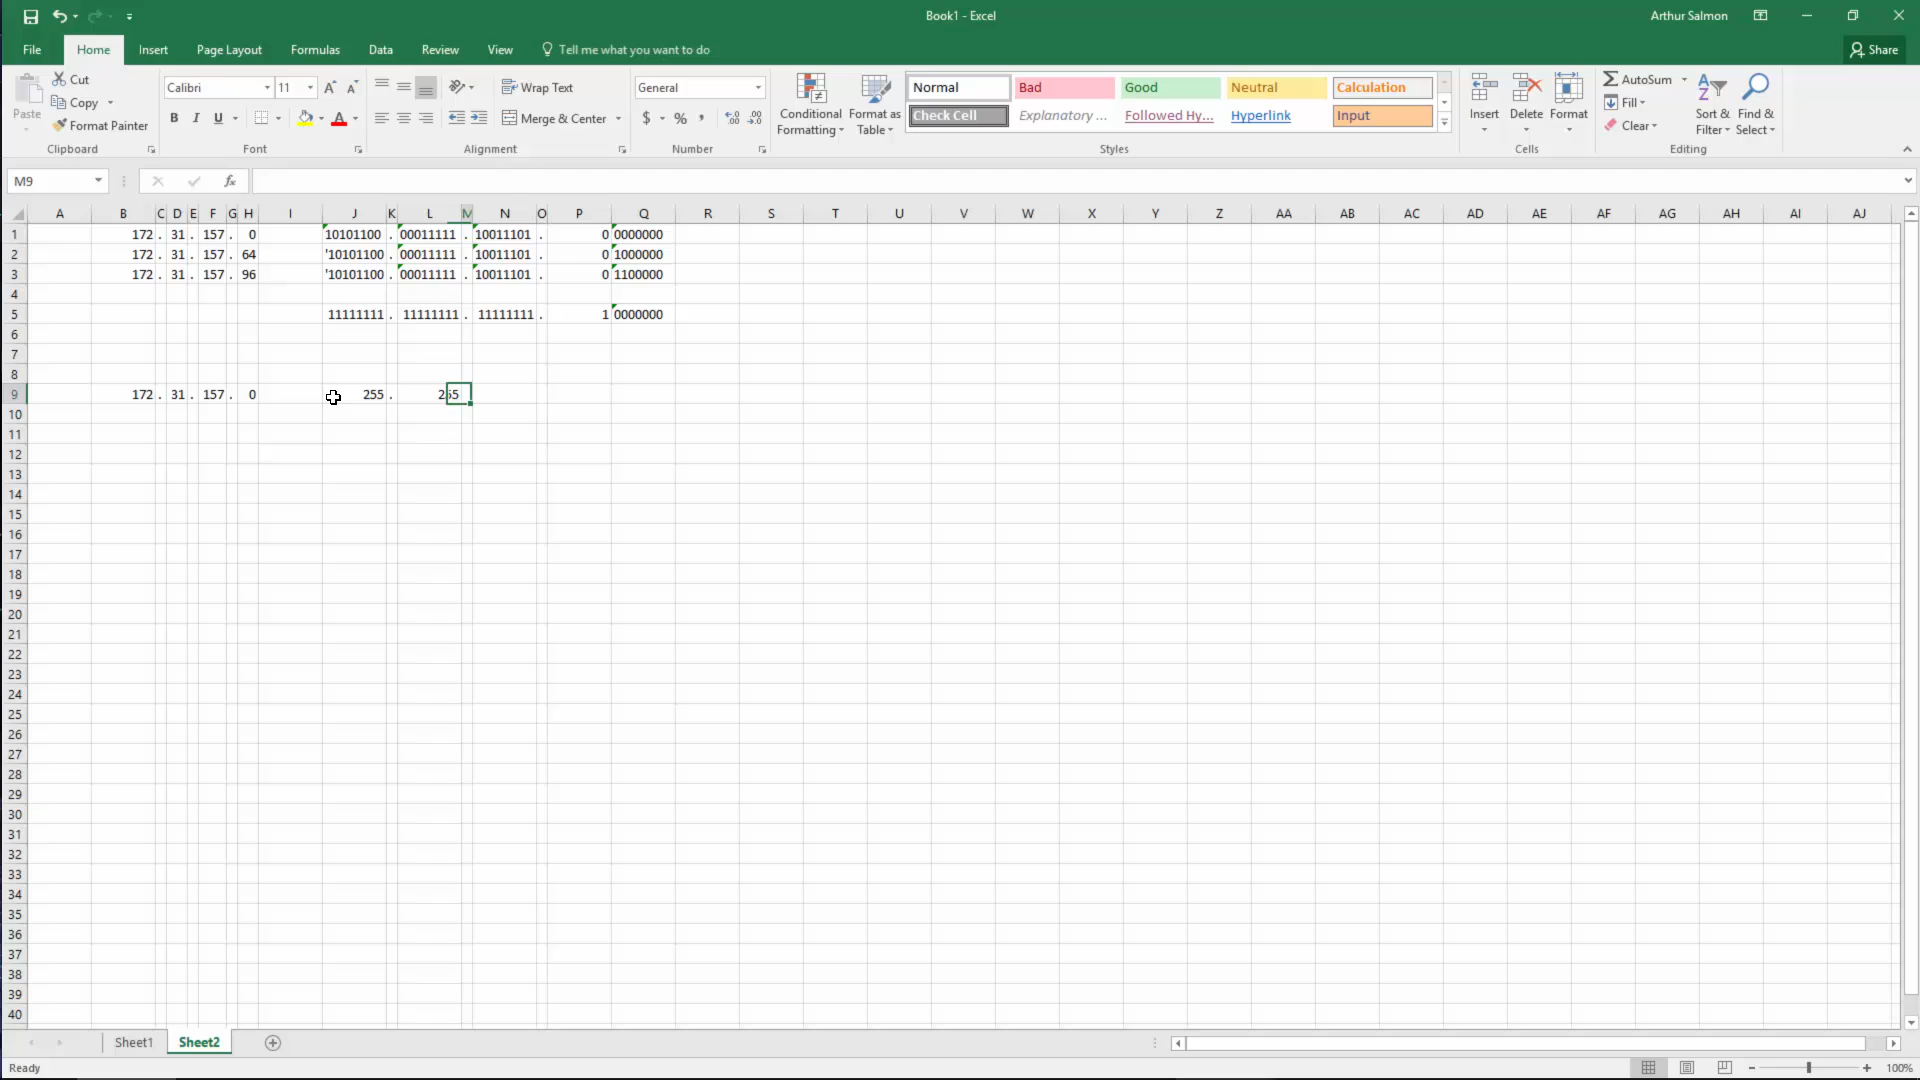 Book1 - Excel
Arthur Salmon
File Home Insert Page Layout Formulas Data Review View Tell me what you want to do Share
Paste
Cut
Copy
Format Painter
Clipboard
Calibri 11 A A
B I U A
Font
Wrap Text
Merge & Center
Alignment
General
$ % ,
Number
Conditional Formatting
Format as Table
Normal Bad Good Neutral Calculation
Check Cell Explanatory ... Followed Hy... Hyperlink Input
Styles
Insert Delete Format
Cells
AutoSum
Fill
Clear
Sort & Filter
Find & Select
Editing
M9 fx
A B C D E F G H I J K L M N O P Q R S T U V W X Y Z AA AB AC AD AE AF AG AH AI AJ
1 172 . 31 . 157 . 0 10101100 . 00011111 . 10011101 . 0 0000000
2 172 . 31 . 157 . 64 '10101100 . 00011111 . 10011101 . 0 1000000
3 172 . 31 . 157 . 96 '10101100 . 00011111 . 10011101 . 0 1100000
4
5 11111111 . 11111111 . 11111111 . 1 0000000
6
7
8
9 172 . 31 . 157 . 0 255 . 255
10
11
12
13
14
15
16
17
18
19
20
21
22
23
24
25
26
27
28
29
30
31
32
33
34
35
36
37
38
39
40
Sheet1 Sheet2
Ready 100%